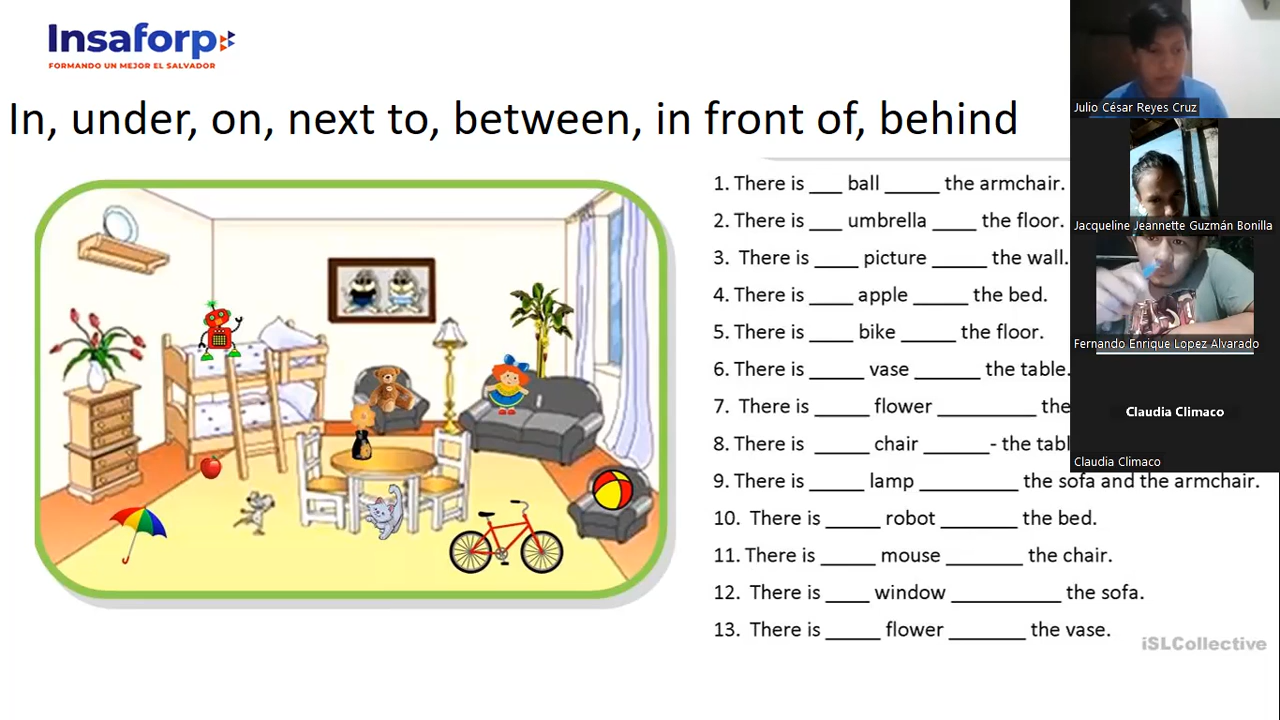 Insaforp
FORMANDO UN MEJOR EL SALVADOR
In, under, on, next to, between, in front of, behind
1. There is ___ ball _____ the armchair.
2. There is ___ umbrella ____ the floor.
3. There is ____ picture _____ the wall.
4. There is ____ apple _____ the bed.
5. There is ____ bike _____ the floor.
6. There is _____ vase ______ the table.
7. There is _____ flower _________ the
8. There is _____ chair ______- the tabl
9. There is _____ lamp _________ the sofa and the armchair.
10. There is _____ robot _______ the bed.
11. There is _____ mouse _______ the chair.
12. There is ____ window __________ the sofa.
13. There is _____ flower _______ the vase.
iSLCollective
Julio César Reyes Cruz
Jacqueline Jeannette Guzmán Bonilla
Fernando Enrique Lopez Alvarado
Claudia Climaco
Claudia Climaco